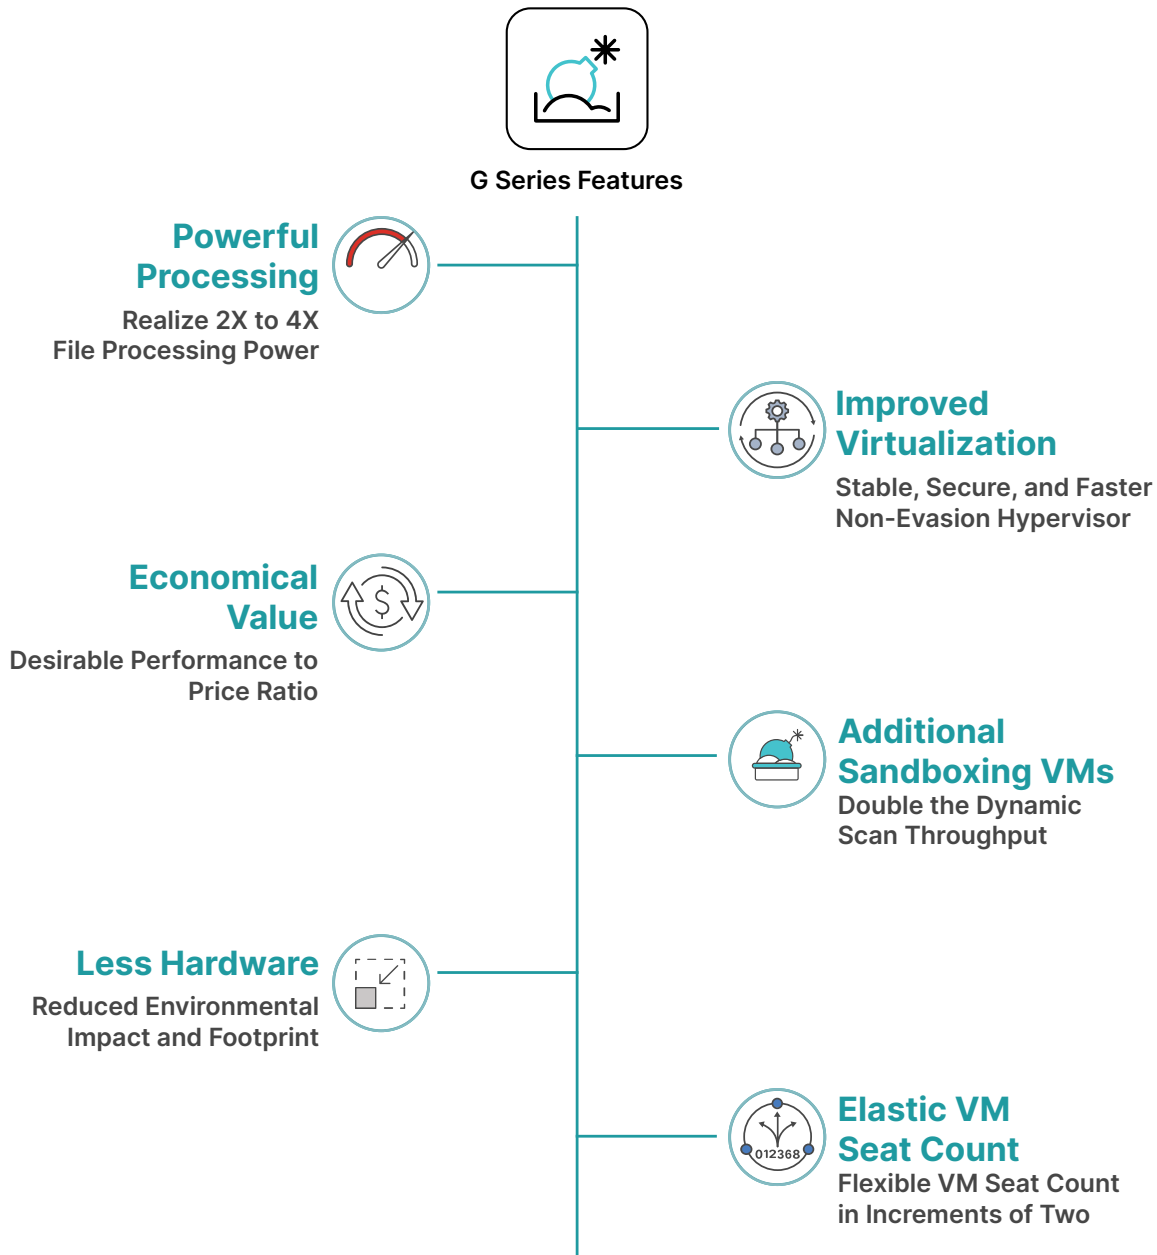 G Series Features
Powerful
Processing
Realize 2X to 4X
File Processing Power
Improved
Virtualization
Stable, Secure, and Faster
Non-Evasion Hypervisor
Economical
Value
$
Desirable Performance to
Price Ratio
Additional
Sandboxing VMs
Double the Dynamic
Scan Throughput
Less Hardware
Reduced Environmental
Impact and Footprint
Elastic VM
Seat Count
012368
Flexible VM Seat Count
in Increments of Two